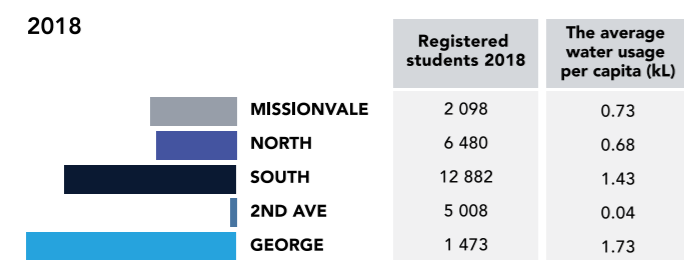 2018
Registered
students 2018
The average
water usage
per capita (kL)
MISSIONVALE 2 098 0.73
NORTH 6 480 0.68
SOUTH 12 882 1.43
2ND AVE 5 008 0.04
GEORGE 1 473 1.73